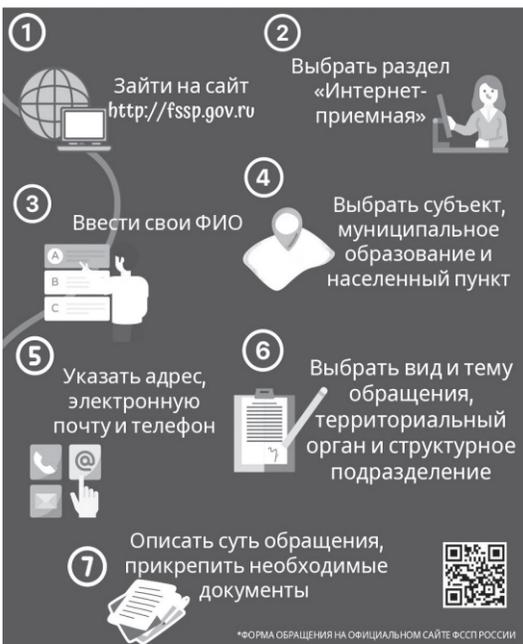 1
Зайти на сайт
http://fssp.gov.ru
2
Выбрать раздел
«Интернет-
приемная»
3
Ввести свои ФИО
A
B
C
4
Выбрать субъект,
муниципальное
образование и
населенный пункт
5
Указать адрес,
электронную
почту и телефон
@
6
Выбрать вид и тему
обращения,
территориальный
орган и структурное
подразделение
7
Описать суть обращения,
прикрепить необходимые
документы
*ФОРМА ОБРАЩЕНИЯ НА ОФИЦИАЛЬНОМ САЙТЕ ФССП РОССИИ